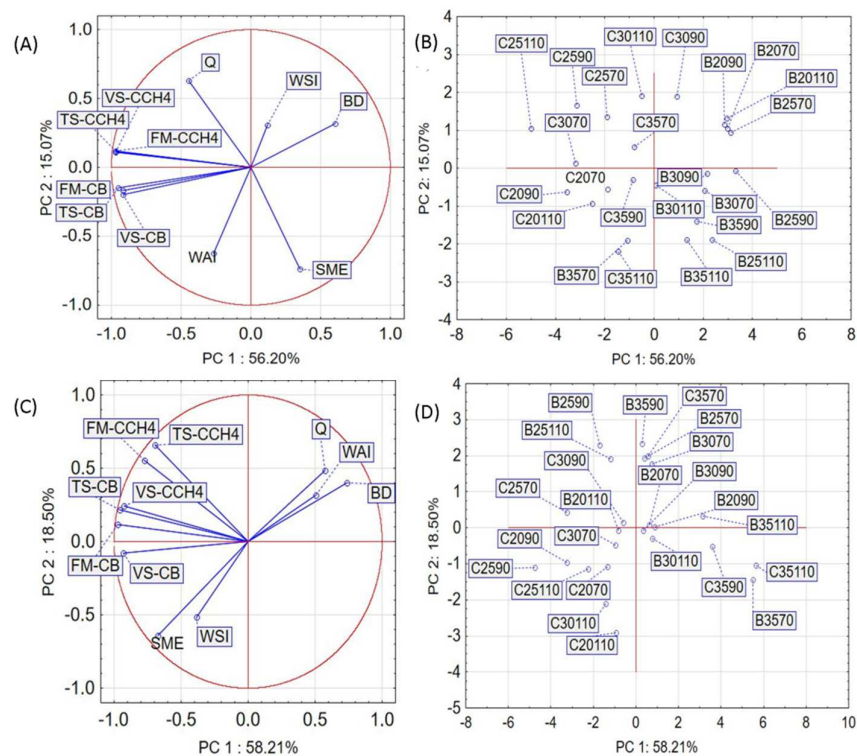 (A)
1.0
0.5
0.0
-0.5
-1.0
PC 2 : 15.07%
Q
VS-CCH4
WSI
BD
TS-CCH4
FM-CCH4
FM-CB
TS-CB
VS-CB
WAI
SME
-1.0 -0.5 0.0 0.5 1.0
PC 1 : 56.20%
(B)
4
3
2
1
0
-1
-2
-3
-4
PC 2: 15.07%
C25110
C30110
C3090
C2590
B2070
B2090
C2570
B20110
B2570
C3070
C3570
C2070
B3090
C2090
B3070
C20110
B30110
C3590
B2590
B3590
B3570
C35110
B35110
B25110
-8 -6 -4 -2 0 2 4 6 8
PC 1: 56.20%
(C)
1.0
0.5
0.0
-0.5
-1.0
PC 2 : 18.50%
FM-CCH4
TS-CCH4
Q
WAI
TS-CB
VS-CCH4
BD
FM-CB
VS-CB
WSI
SME
-1.0 -0.5 0.0 0.5 1.0
PC 1 : 58.21%
(D)
4
3
2
1
0
-1
-2
-3
-4
-5
PC 2: 18.50%
B2590
B3590
C3570
B25110
B2570
B3070
C3090
B2070
B3090
C2570
B20110
B2090
B35110
C2090
C3070
B30110
C2590
C3590
C35110
C25110
C2070
B3570
C30110
C20110
-8 -6 -4 -2 0 2 4 6 8 10
PC 1: 58.21%